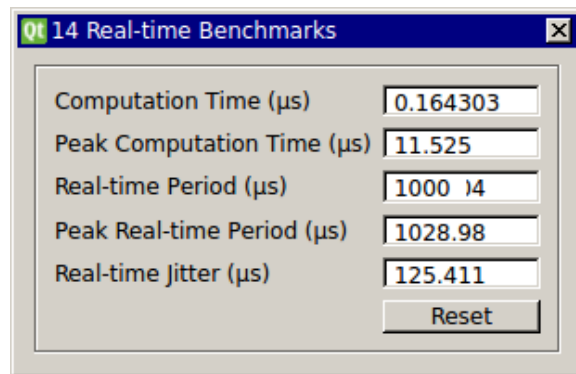 Qt 14 Real-time Benchmarks
Computation Time (µs) 0.164303
Peak Computation Time (µs) 11.525
Real-time Period (µs) 1000
Peak Real-time Period (µs) 1028.98
Real-time Jitter (µs) 125.411
Reset